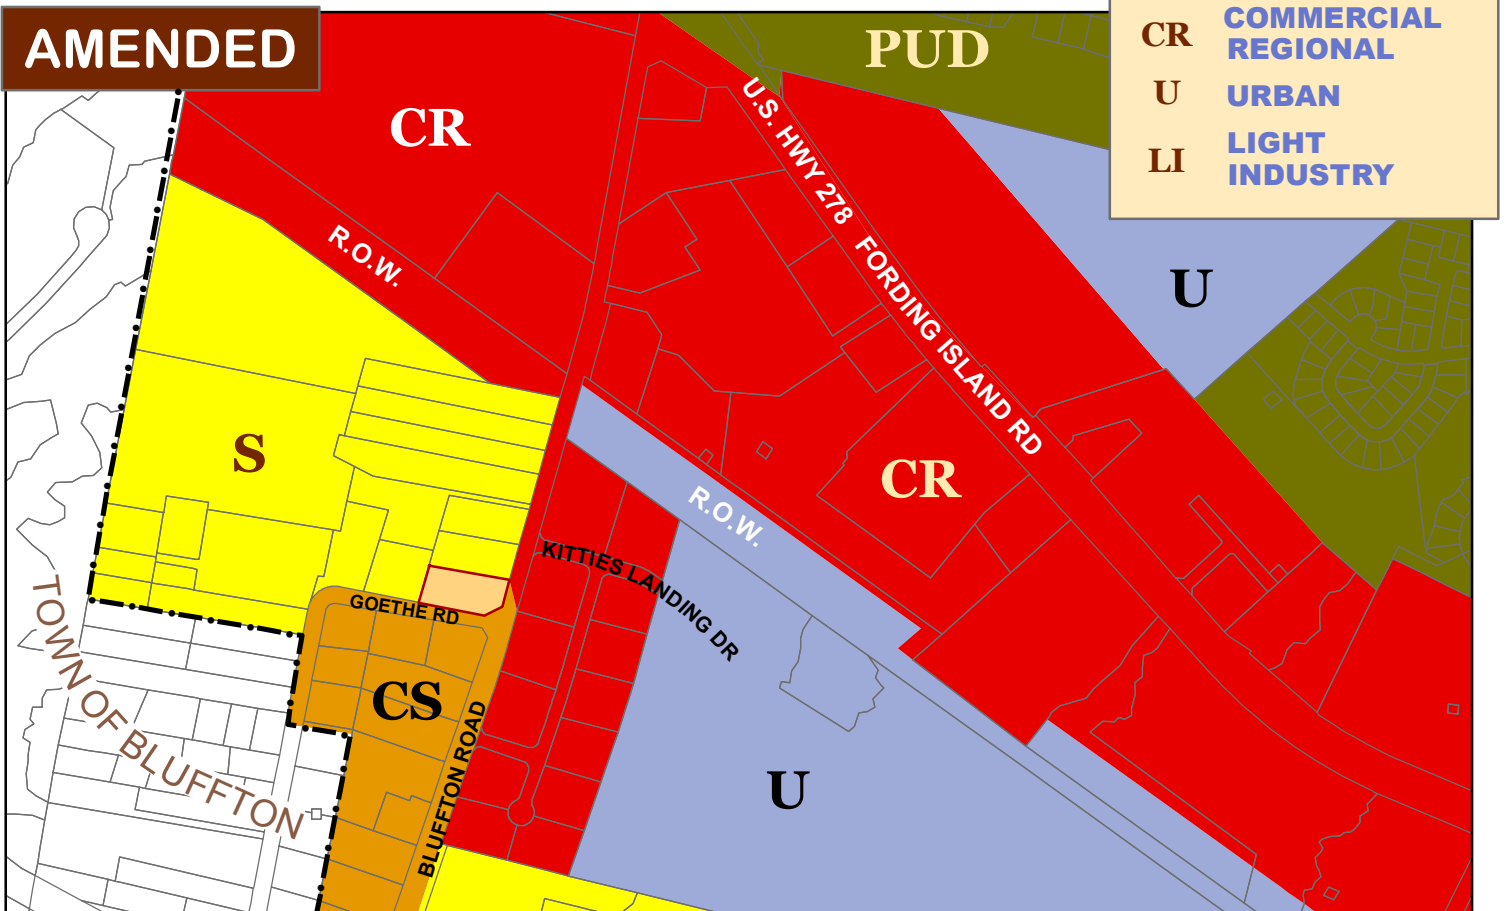 AMENDED
CR
PUD
CR COMMERCIAL
REGIONAL
U URBAN
LI LIGHT
INDUSTRY
U.S. HWY 278 FORDING ISLAND RD
R.O.W.
U
S
CR
R.O.W.
KITTIES LANDING DR
GOETHE RD
TOWN OF BLUFFTON
CS
BLUFFTON ROAD
U